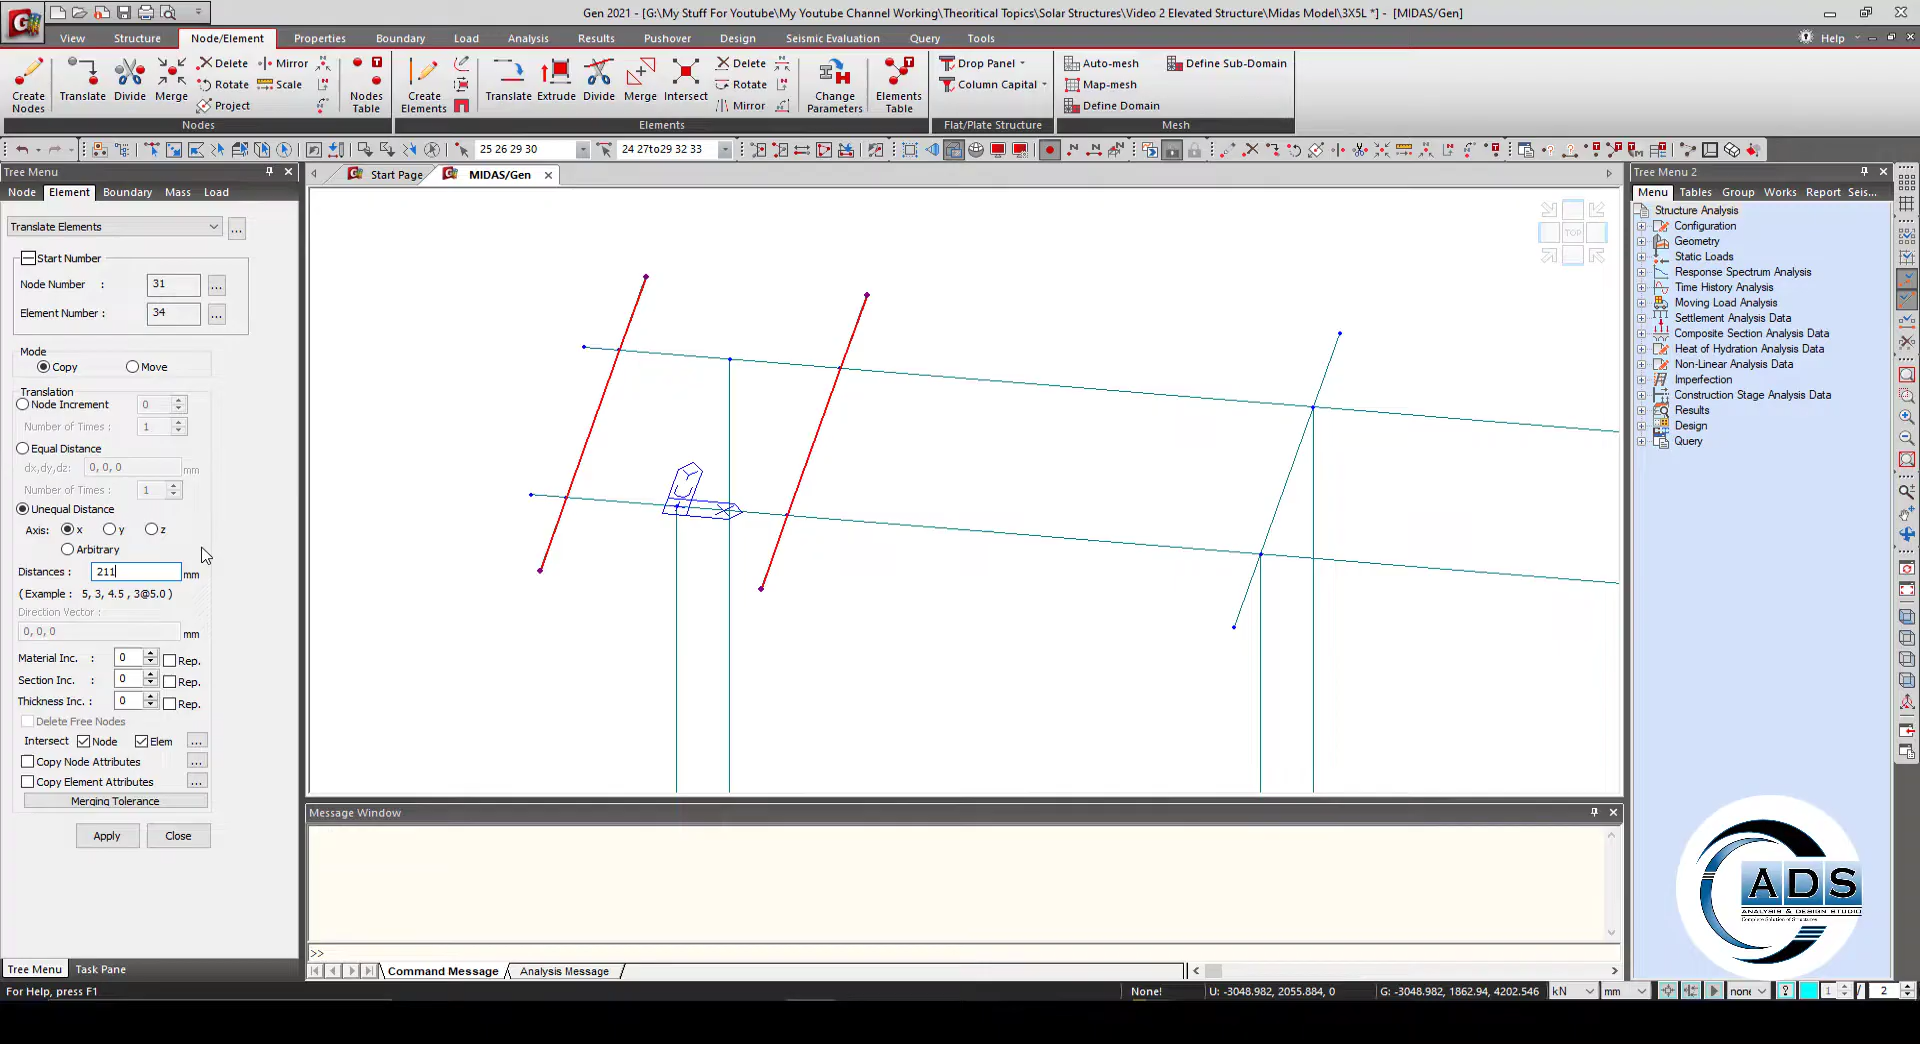 Gen 2021 - [G:\My Stuff For Youtube\My Youtube Channel Working\Theoritical Topics\Solar Structures\Video 2 Elevated Structure\Midas Model\3X5L *] - [MIDAS/Gen]
View Structure Node/Element Properties Boundary Load Analysis Results Pushover Design Seismic Evaluation Query Tools Help
Create Nodes Translate Divide Merge Delete Rotate Project Mirror Scale Nodes Table
Create Elements Translate Extrude Divide Merge Intersect Delete Rotate Mirror Change Parameters Elements Table
Drop Panel Column Capital
Auto-mesh Map-mesh Define Domain Define Sub-Domain
Nodes Elements Flat/Plate Structure Mesh
25 26 29 30 24 27to29 32 33
Tree Menu
Node Element Boundary Mass Load
Translate Elements ...
Start Number
Node Number : 31 ...
Element Number : 34 ...
Mode
Copy Move
Translation
Node Increment 0
Number of Times : 1
Equal Distance
dx,dy,dz: 0, 0, 0 mm
Number of Times : 1
Unequal Distance
Axis: x y z
Arbitrary
Distances : 211 mm
( Example : 5, 3, 4.5 , 3@5.0 )
Direction Vector :
0, 0, 0 mm
Material Inc. : 0 Rep.
Section Inc. : 0 Rep.
Thickness Inc. : 0 Rep.
Delete Free Nodes
Intersect Node Elem ...
Copy Node Attributes ...
Copy Element Attributes ...
Merging Tolerance
Apply Close
Tree Menu Task Pane
Start Page MIDAS/Gen
TOP
Message Window
>>
Command Message Analysis Message
Tree Menu 2
Menu Tables Group Works Report Seis...
Structure Analysis
Configuration
Geometry
Static Loads
Response Spectrum Analysis
Time History Analysis
Moving Load Analysis
Settlement Analysis Data
Composite Section Analysis Data
Heat of Hydration Analysis Data
Non-Linear Analysis Data
Imperfection
Construction Stage Analysis Data
Results
Design
Query
ADS
ANALYSIS & DESIGN STUDIO
Complete Solution of Structures
For Help, press F1 None! U: -3048.982, 2055.884, 0 G: -3048.982, 1862.94, 4202.546 kN mm none 1 / 2